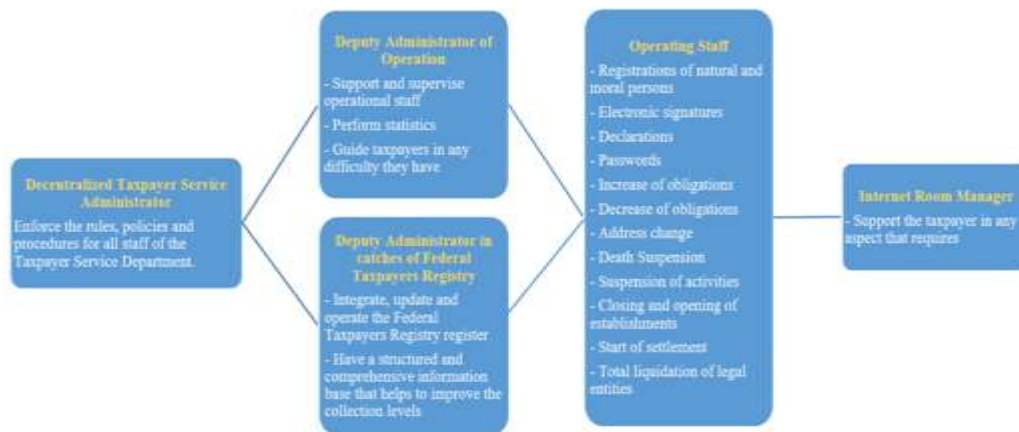 Decentralized Taxpayer Service
Administrator
Enforce the rules, policies and
procedures for all staff of the
Taxpayer Service Department.
Deputy Administrator of
Operation
- Support and supervise
operational staff
- Perform statistics
- Guide taxpayers in any
difficulty they have
Deputy Administrator in
catches of Federal
Taxpayers Registry
- Integrate, update and
operate the Federal
Taxpayers Registry register
- Have a structured and
comprehensive information
base that helps to improve the
collection levels
Operating Staff
- Registrations of natural and
moral persons
- Electronic signatures
- Declarations
- Passwords
- Increase of obligations
- Decrease of obligations
- Address change
- Death Suspension
- Suspension of activities
- Closing and opening of
establishments
- Start of settlement
- Total liquidation of legal
entities
Internet Room Manager
- Support the taxpayer in any
aspect that requires